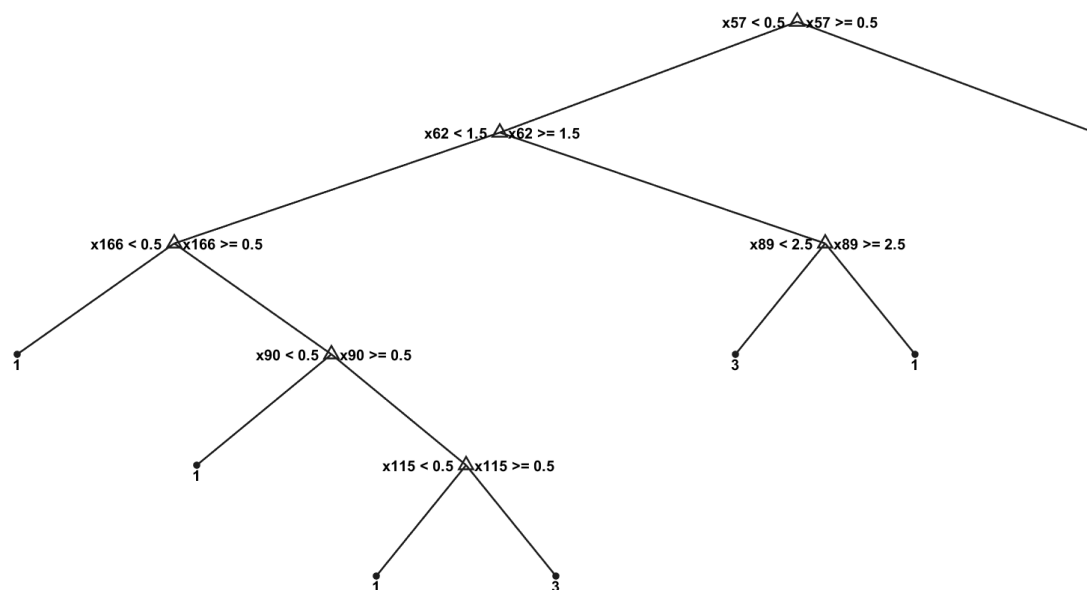 x57 < 0.5 x57 >= 0.5
x62 < 1.5 x62 >= 1.5
x166 < 0.5 x166 >= 0.5
x89 < 2.5 x89 >= 2.5
1
x90 < 0.5 x90 >= 0.5
3
1
1
x115 < 0.5 x115 >= 0.5
1
3